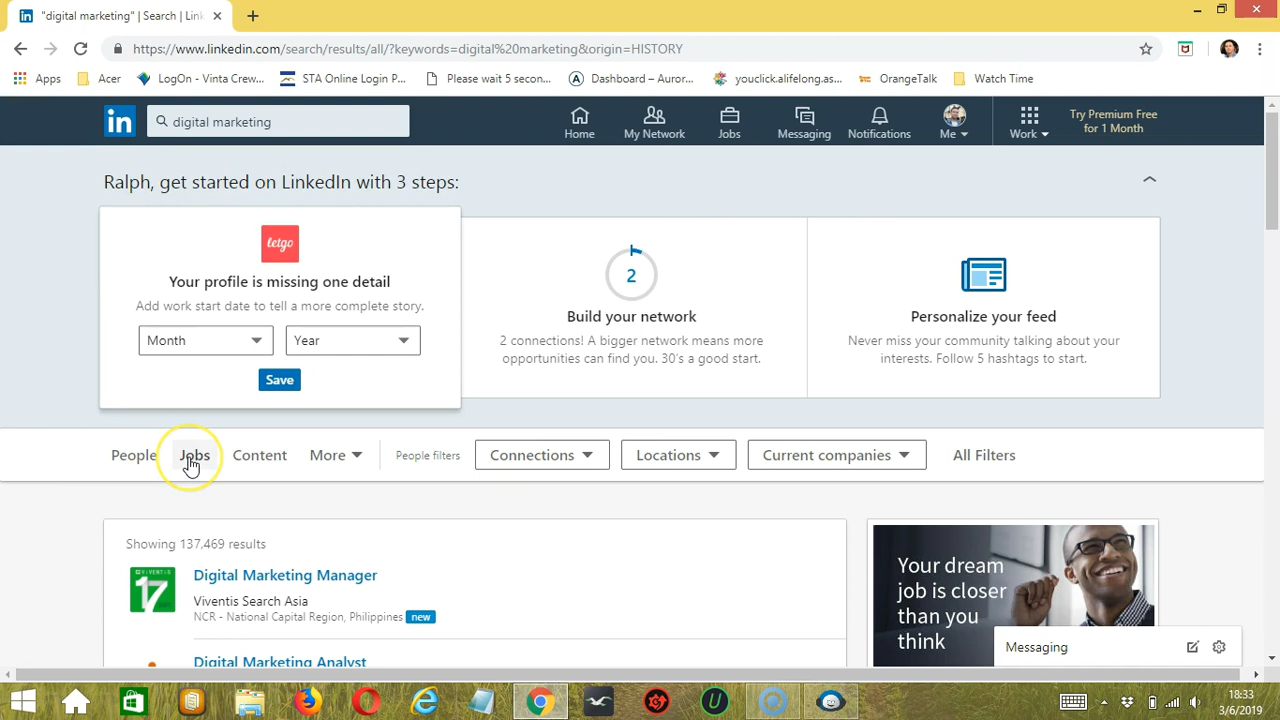 "digital marketing" | Search | Link
https://www.linkedin.com/search/results/all/?keywords=digital%20marketing&origin=HISTORY
Apps Acer LogOn - Vinta Crew... STA Online Login P... Please wait 5 secon... Dashboard – Auror... youclick.alifelong.as... OrangeTalk Watch Time
in digital marketing Home My Network Jobs Messaging Notifications Me Work Try Premium Free
for 1 Month
Ralph, get started on LinkedIn with 3 steps:
letgo
Your profile is missing one detail
Add work start date to tell a more complete story.
Month Year
Save
2
Build your network
2 connections! A bigger network means more
opportunities can find you. 30's a good start.
Personalize your feed
Never miss your community talking about your
interests. Follow 5 hashtags to start.
People Jobs Content More People filters Connections Locations Current companies All Filters
Showing 137,469 results
17
Digital Marketing Manager
Viventis Search Asia
NCR - National Capital Region, Philippines new
Digital Marketing Analyst
Your dream
job is closer
than you
think
Messaging
18:33
3/6/2019